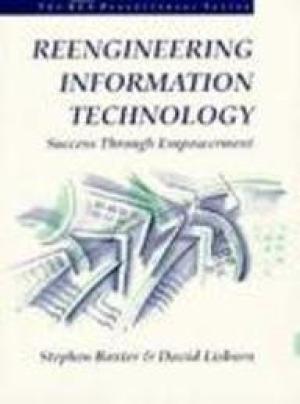 The BCS Practitioner Series
REENGINEERING
INFORMATION
TECHNOLOGY
Success Through Empowerment
Stephen Baxter & David Lisburn